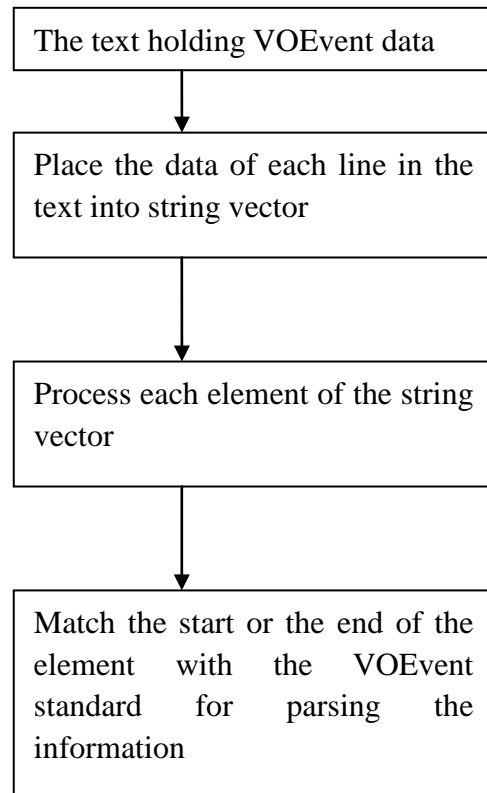 The text holding VOEvent data
Place the data of each line in the
text into string vector
Process each element of the string
vector
Match the start or the end of the
element with the VOEvent
standard for parsing the
information